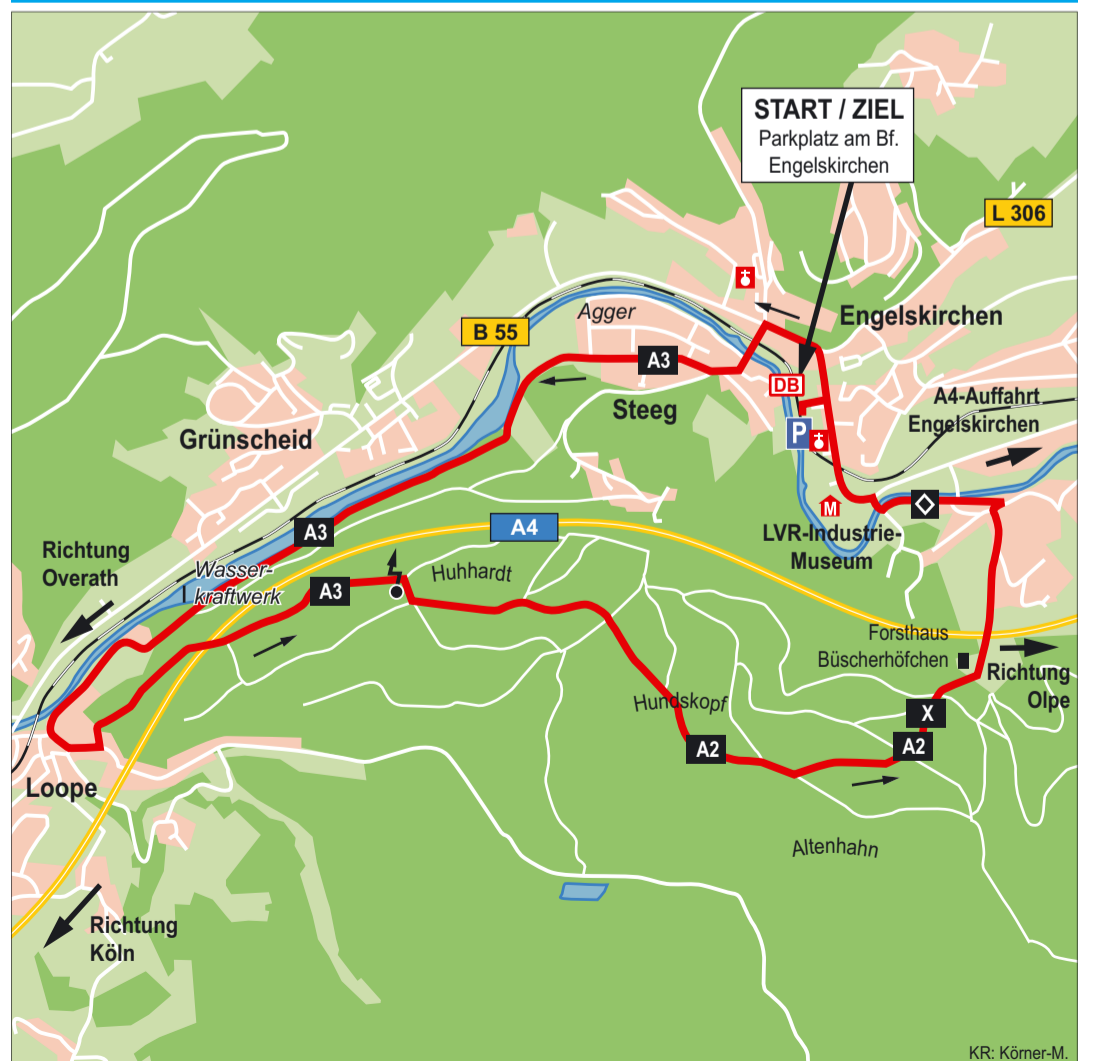 START / ZIEL
Parkplatz am Bf.
Engelskirchen
L 306
Agger
B 55
Engelskirchen
A3
DB
Steeg
A4-Auffahrt
Engelskirchen
Grünscheid
P
M
A3
A4
LVR-Industrie-
Museum
Richtung
Overath
Wasser-
kraftwerk
A3
Huhhardt
Forsthaus
Büscherhöfchen
Richtung
Olpe
Hundskopf
X
A2
A2
Loope
Altenhahn
Richtung
Köln
KR: Körner-M.